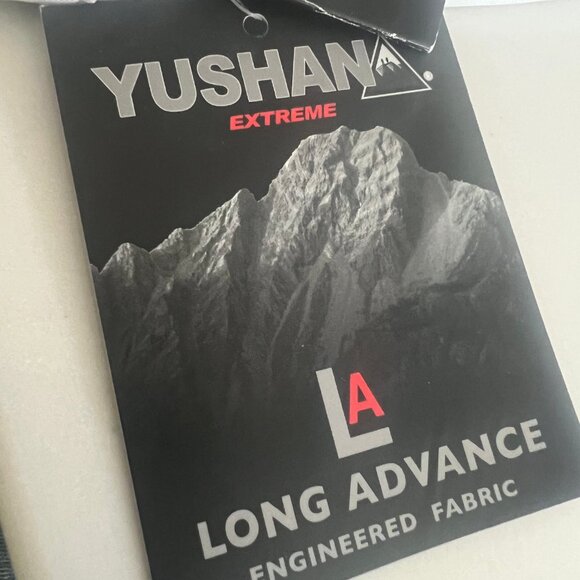 YUSHAN®
EXTREME
LA
LONG ADVANCE
ENGINEERED FABRIC